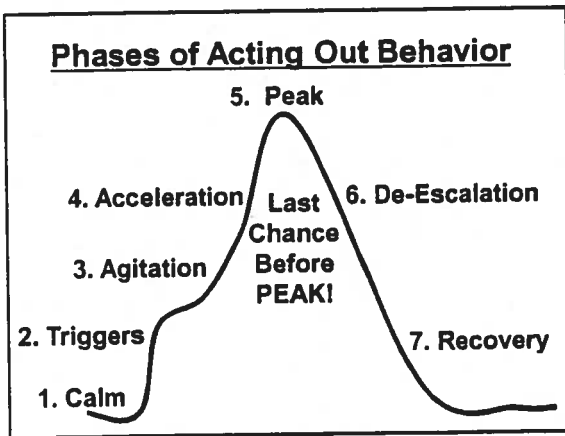 Phases of Acting Out Behavior
5. Peak
4. Acceleration
6. De-Escalation
Last
Chance
Before
PEAK!
3. Agitation
2. Triggers
7. Recovery
1. Calm